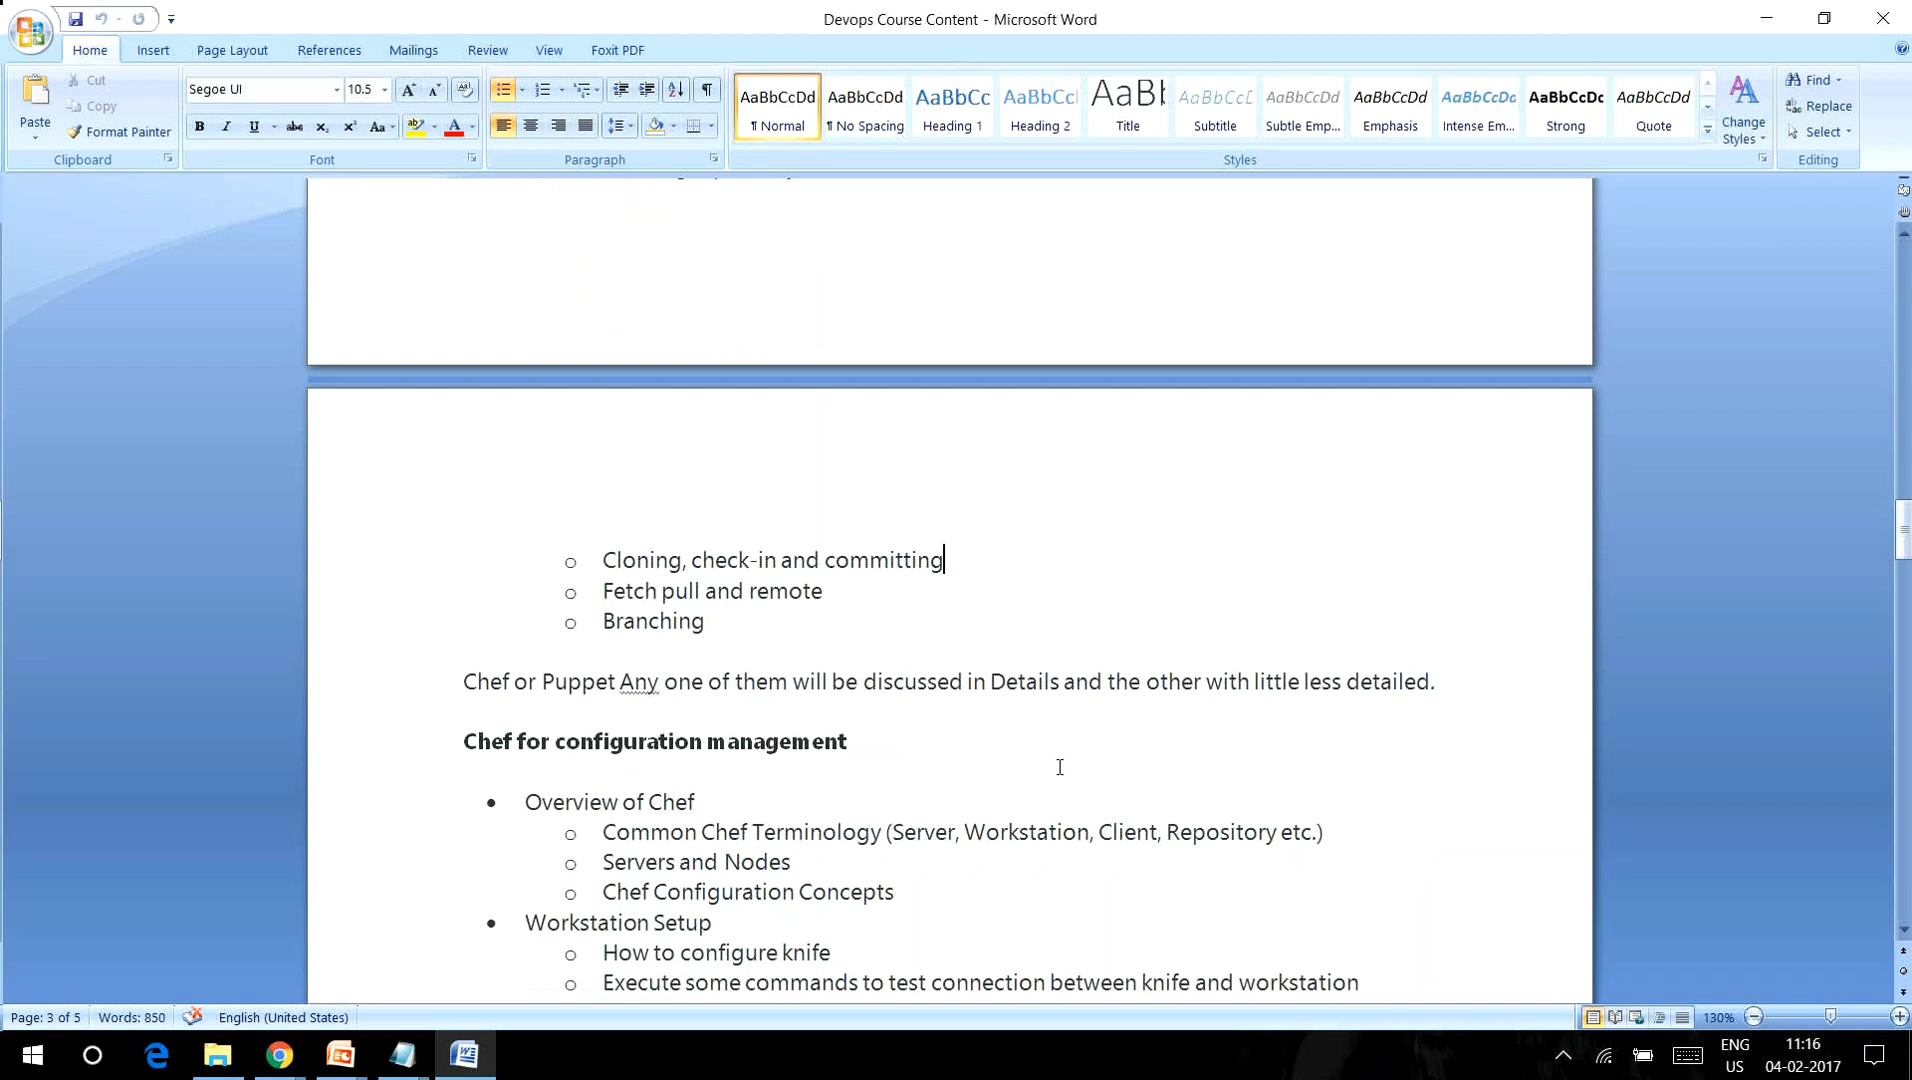 Devops Course Content - Microsoft Word
Home Insert Page Layout References Mailings Review View Foxit PDF
Paste
Cut
Copy
Format Painter
Clipboard
Segoe UI 10.5
Font
Paragraph
AaBbCcDd AaBbCcDd AaBbCc AaBbCc AaBb AaBbCcD AaBbCcDd AaBbCcDd AaBbCcDd AaBbCcDc AaBbCcDd
¶ Normal ¶ No Spacing Heading 1 Heading 2 Title Subtitle Subtle Emp... Emphasis Intense Em... Strong Quote
Change Styles
Styles
Find
Replace
Select
Editing
o Cloning, check-in and committing
o Fetch pull and remote
o Branching
Chef or Puppet Any one of them will be discussed in Details and the other with little less detailed.
Chef for configuration management
• Overview of Chef
o Common Chef Terminology (Server, Workstation, Client, Repository etc.)
o Servers and Nodes
o Chef Configuration Concepts
• Workstation Setup
o How to configure knife
o Execute some commands to test connection between knife and workstation
Page: 3 of 5 Words: 850 English (United States) 130%
ENG US
11:16
04-02-2017